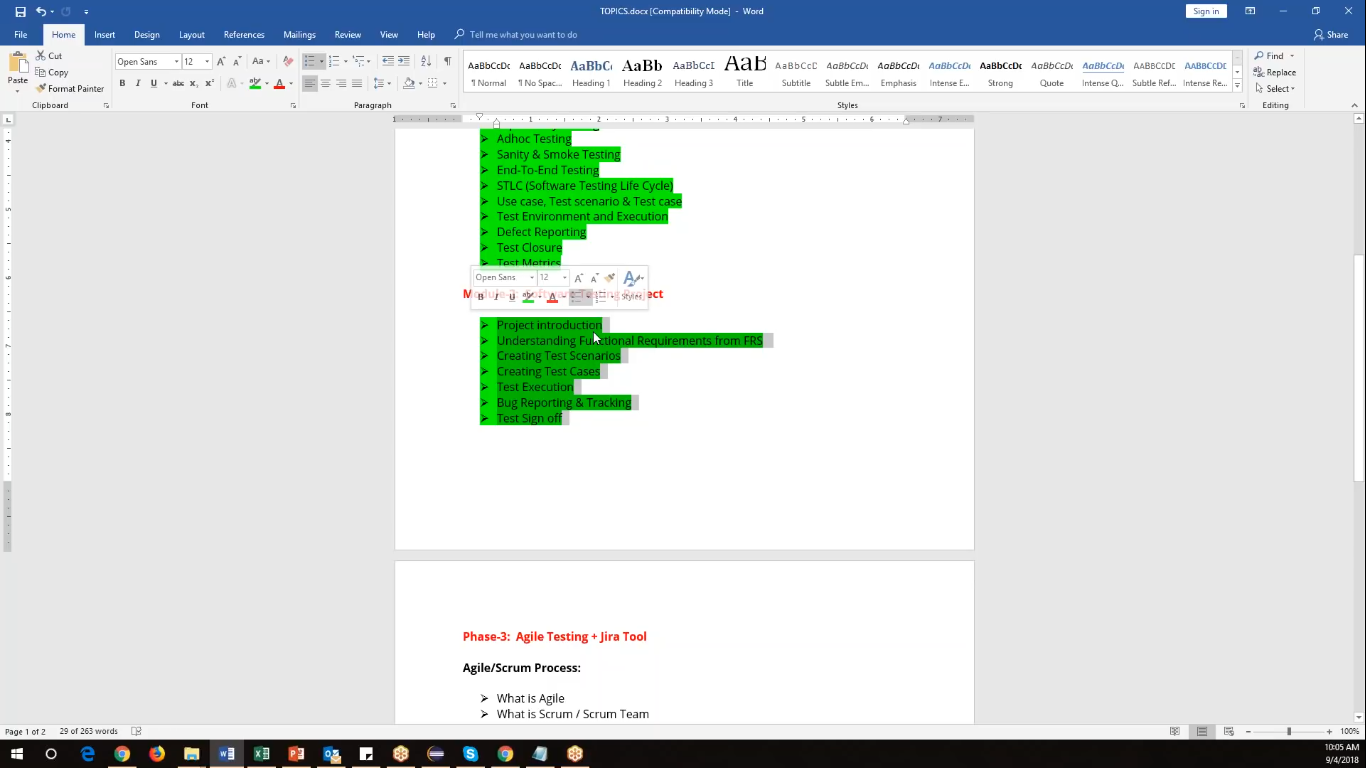 TOPICS.docx [Compatibility Mode] - Word
Sign in
File Home Insert Design Layout References Mailings Review View Help Tell me what you want to do Share
Paste Cut Copy Format Painter
Open Sans 12
AaBbCcDc AaBbCcDc AaBbC AaBb AaBbCcD AaB AaBbCcD AaBbCcDc AaBbCcDc AaBbCcDc AaBbCcDc AaBbCcDc AaBbCcDc AABBCCDD AABBCCDD
¶ Normal ¶ No Spac... Heading 1 Heading 2 Heading 3 Title Subtitle Subtle Em... Emphasis Intense E... Strong Quote Intense Q... Subtle Ref... Intense Re...
Find
Replace
Select
Clipboard Font Paragraph Styles Editing
Adhoc Testing
Sanity & Smoke Testing
End-To-End Testing
STLC (Software Testing Life Cycle)
Use case, Test scenario & Test case
Test Environment and Execution
Defect Reporting
Test Closure
Test Metrics
Open Sans 12
Styles
Project introduction
Understanding Functional Requirements from FRS
Creating Test Scenarios
Creating Test Cases
Test Execution
Bug Reporting & Tracking
Test Sign off
Phase-3: Agile Testing + Jira Tool
Agile/Scrum Process:
What is Agile
What is Scrum / Scrum Team
Page 1 of 2 29 of 263 words 100%
10:05 AM
9/4/2018